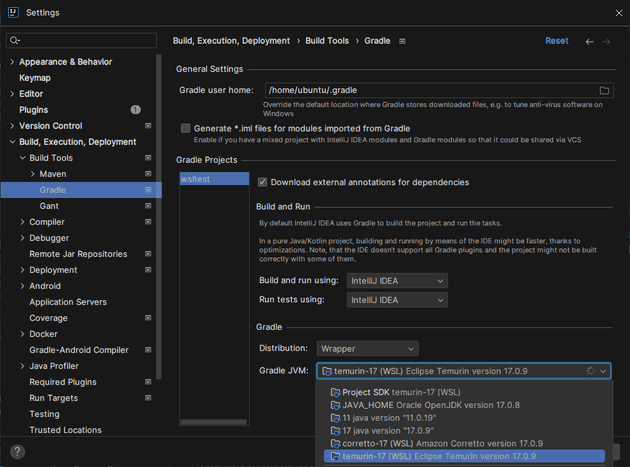 Settings
Appearance & Behavior
Keymap
Editor
Plugins 1
Version Control
Build, Execution, Deployment
Build Tools
Maven
Gradle
Gant
Compiler
Debugger
Remote Jar Repositories
Deployment
Android
Application Servers
Coverage
Docker
Gradle-Android Compiler
Java Profiler
Required Plugins
Run Targets
Testing
Trusted Locations
?
Build, Execution, Deployment › Build Tools › Gradle
Reset
General Settings
Gradle user home: /home/ubuntu/.gradle
Override the default location where Gradle stores downloaded files, e.g. to tune anti-virus software on
Windows
Generate *.iml files for modules imported from Gradle
Enable if you have a mixed project with IntelliJ IDEA modules and Gradle modules so that it could be shared via VCS
Gradle Projects
wsltest
Download external annotations for dependencies
Build and Run
By default IntelliJ IDEA uses Gradle to build the project and run the tasks.
In a pure Java/Kotlin project, building and running by means of the IDE might be faster, thanks to
optimizations. Note, that the IDE doesn't support all Gradle plugins and the project might not be built
correctly with some of them.
Build and run using: IntelliJ IDEA
Run tests using: IntelliJ IDEA
Gradle
Distribution: Wrapper
Gradle JVM: temurin-17 (WSL) Eclipse Temurin version 17.0.9
Project SDK temurin-17 (WSL)
JAVA_HOME Oracle OpenJDK version 17.0.8
11 java version "11.0.19"
17 java version "17.0.9"
corretto-17 (WSL) Amazon Corretto version 17.0.9
temurin-17 (WSL) Eclipse Temurin version 17.0.9